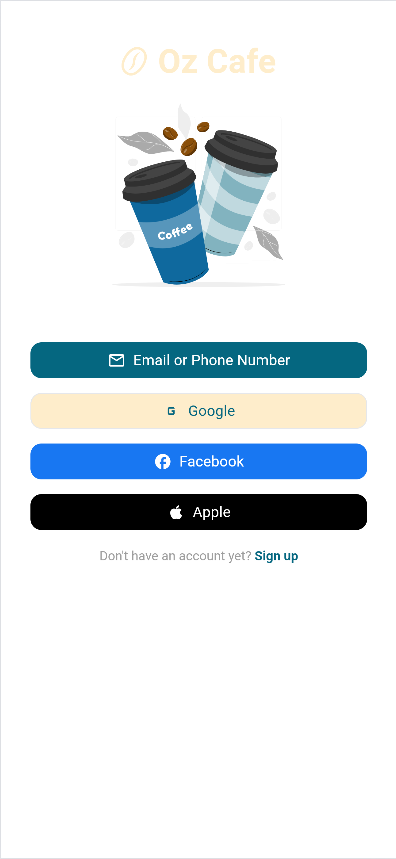 Oz Cafe
Coffee
Email or Phone Number
G Google
Facebook
Apple
Don't have an account yet? Sign up